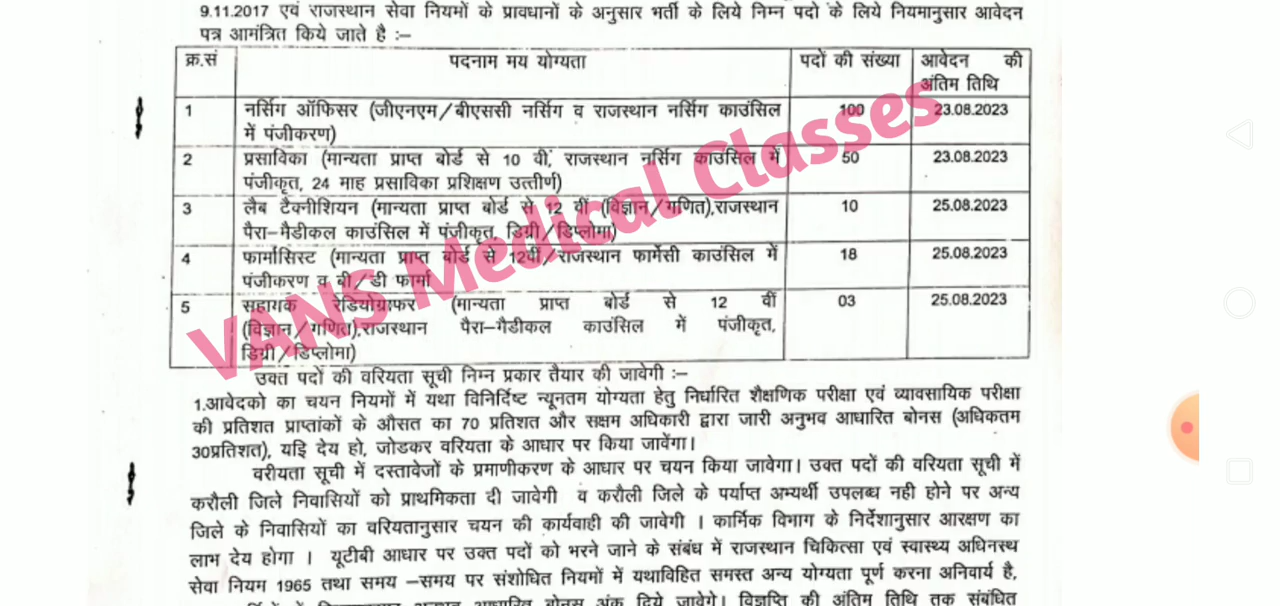 9.11.2017 एवं राजस्थान सेवा नियमों के प्रावधानों के अनुसार भर्ती के लिये निम्न पदो के लिये नियमानुसार आवेदन
पत्र आमंत्रित किये जाते है :–
क्र.सं पदनाम मय योग्यता पदों की संख्या आवेदन की
अंतिम तिथि
1 नर्सिग ऑफिसर (जीएनएम/बीएससी नर्सिग व राजस्थान नर्सिग काउंसिल 100 23.08.2023
में पंजीकरण)
2 प्रसाविका (मान्यता प्राप्त बोर्ड से 10 वीं, राजस्थान नर्सिग काउंसिल में 50 23.08.2023
पंजीकृत, 24 माह प्रसाविका प्रशिक्षण उत्तीर्ण)
3 लैब टैक्नीशियन (मान्यता प्राप्त बोर्ड से 12 वीं (विज्ञान/गणित),राजस्थान 10 25.08.2023
पैरा–मैडीकल काउंसिल में पंजीकृत, डिग्री/डिप्लोमा)
4 फार्मासिस्ट (मान्यता प्राप्त बोर्ड से 12वीं/राजस्थान फार्मेसी काउंसिल में 18 25.08.2023
पंजीकरण व बी/डी फार्मा
5 सहायक रेडियोग्राफर (मान्यता प्राप्त बोर्ड से 12 वीं 03 25.08.2023
(विज्ञान/गणित),राजस्थान पैरा–मैडीकल काउंसिल में पंजीकृत,
डिग्री/डिप्लोमा)
VANS Medical Classes
उक्त पदों की वरियता सूची निम्न प्रकार तैयार की जावेगी :–
1.आवेदको का चयन नियमों में यथा विनिर्दिष्ट न्यूनतम योग्यता हेतु निर्धारित शैक्षणिक परीक्षा एवं व्यावसायिक परीक्षा
की प्रतिशत प्राप्तांकों के औसत का 70 प्रतिशत और सक्षम अधिकारी द्वारा जारी अनुभव आधारित बोनस (अधिकतम
30प्रतिशत), यदि देय हो, जोडकर वरियता के आधार पर किया जावेंगा।
वरीयता सूची में दस्तावेजों के प्रमाणीकरण के आधार पर चयन किया जावेगा। उक्त पदों की वरियता सूची में
करौली जिले निवासियों को प्राथमिकता दी जावेगी व करौली जिले के पर्याप्त अभ्यर्थी उपलब्ध नही होने पर अन्य
जिले के निवासियों का वरियतानुसार चयन की कार्यवाही की जावेगी । कार्मिक विभाग के निर्देशानुसार आरक्षण का
लाभ देय होगा । यूटीबी आधार पर उक्त पदों को भरने जाने के संबंध में राजस्थान चिकित्सा एवं स्वास्थ्य अधिनस्थ
सेवा नियम 1965 तथा समय –समय पर संशोधित नियमों में यथाविहित समस्त अन्य योग्यता पूर्ण करना अनिवार्य है,
आधारित बोनस अंक दिये जावेगे। विज्ञप्ति की अंतिम तिथि तक संबंधित